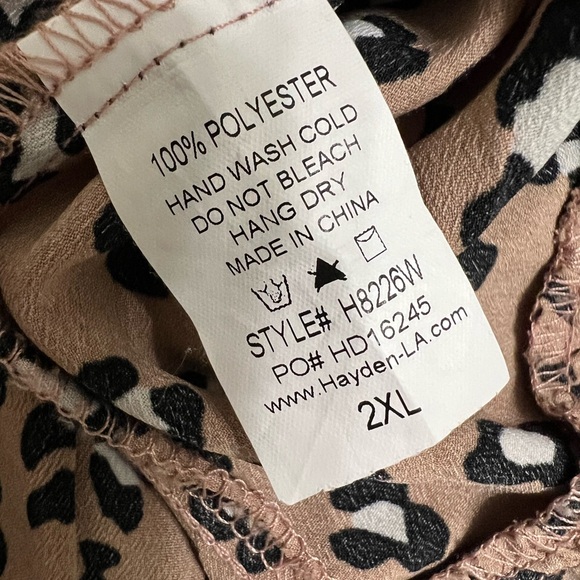 100% POLYESTER
HAND WASH COLD
DO NOT BLEACH
HANG DRY
MADE IN CHINA
STYLE# H8226W
PO# HD16245
www.Hayden-LA.com
2XL